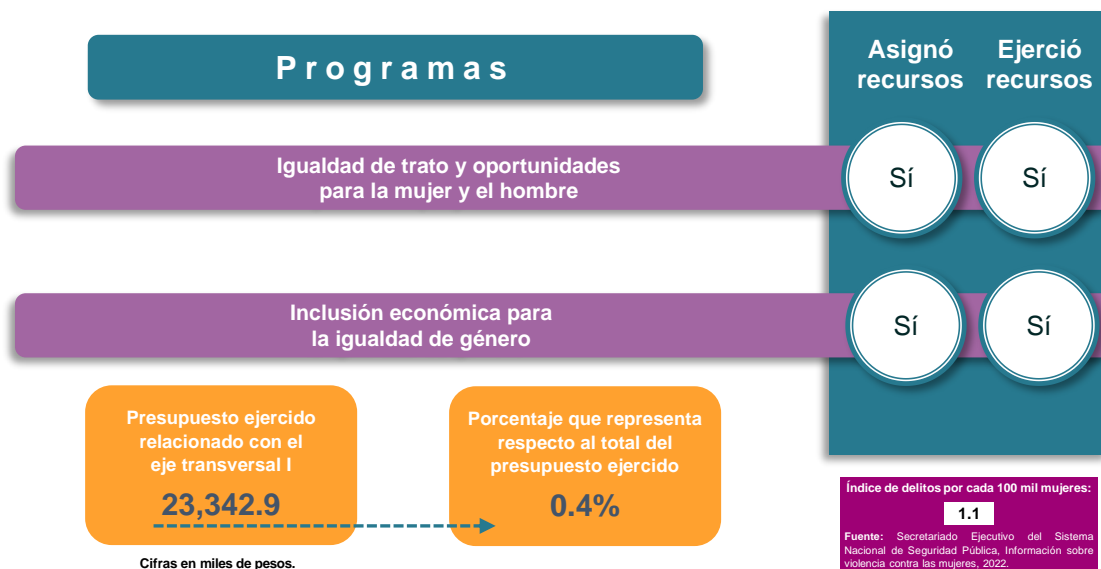 Programas
Asignó
recursos
Ejerció
recursos
Igualdad de trato y oportunidades
para la mujer y el hombre
Sí
Sí
Inclusión económica para
la igualdad de género
Sí
Sí
Presupuesto ejercido
relacionado con el
eje transversal I
23,342.9
Porcentaje que representa
respecto al total del
presupuesto ejercido
0.4%
Cifras en miles de pesos.
Índice de delitos por cada 100 mil mujeres:
1.1
Fuente: Secretariado Ejecutivo del Sistema
Nacional de Seguridad Pública, Información sobre
violencia contra las mujeres, 2022.